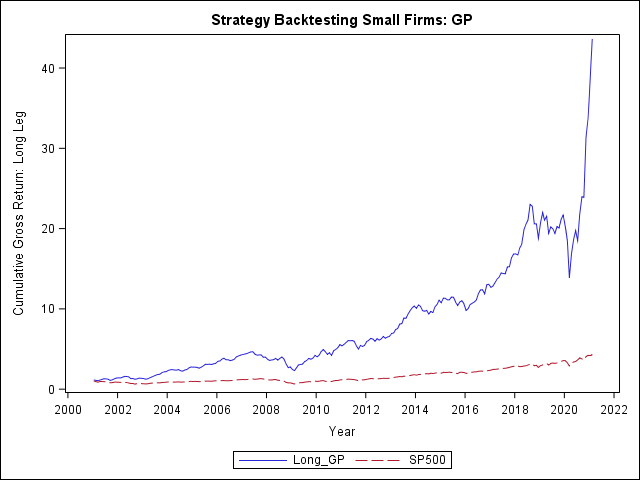 Strategy Backtesting Small Firms: GP
Cumulative Gross Return: Long Leg
40
30
20
10
0
2000 2002 2004 2006 2008 2010 2012 2014 2016 2018 2020 2022
Year
Long_GP SP500